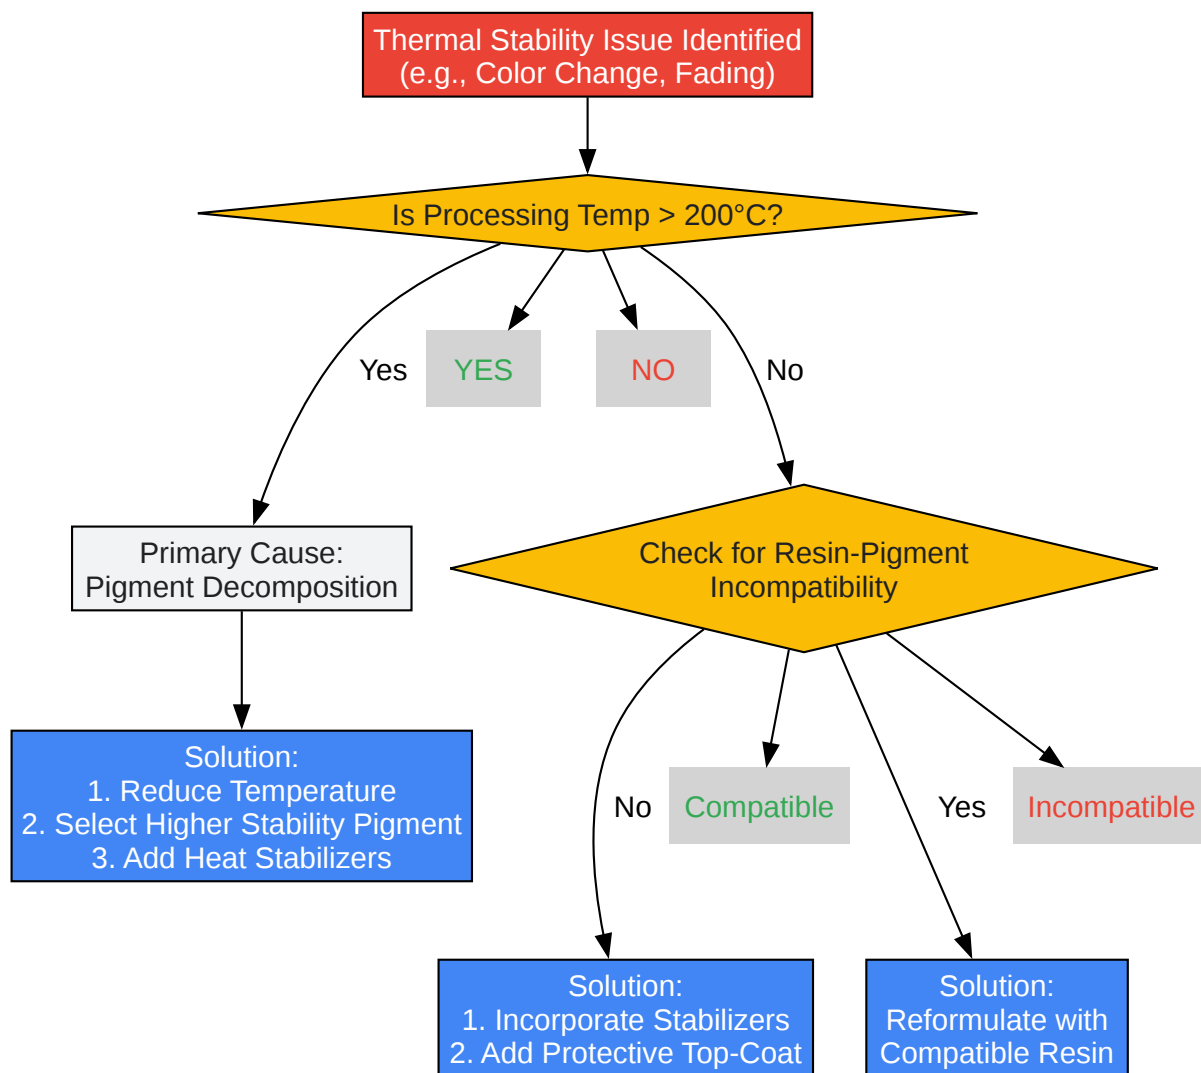 Thermal Stability Issue Identified
(e.g., Color Change, Fading)
Is Processing Temp > 200°C?
Yes
YES
NO
No
Primary Cause:
Pigment Decomposition
Check for Resin-Pigment
Incompatibility
Solution:
1. Reduce Temperature
2. Select Higher Stability Pigment
3. Add Heat Stabilizers
No
Compatible
Yes
Incompatible
Solution:
1. Incorporate Stabilizers
2. Add Protective Top-Coat
Solution:
Reformulate with
Compatible Resin